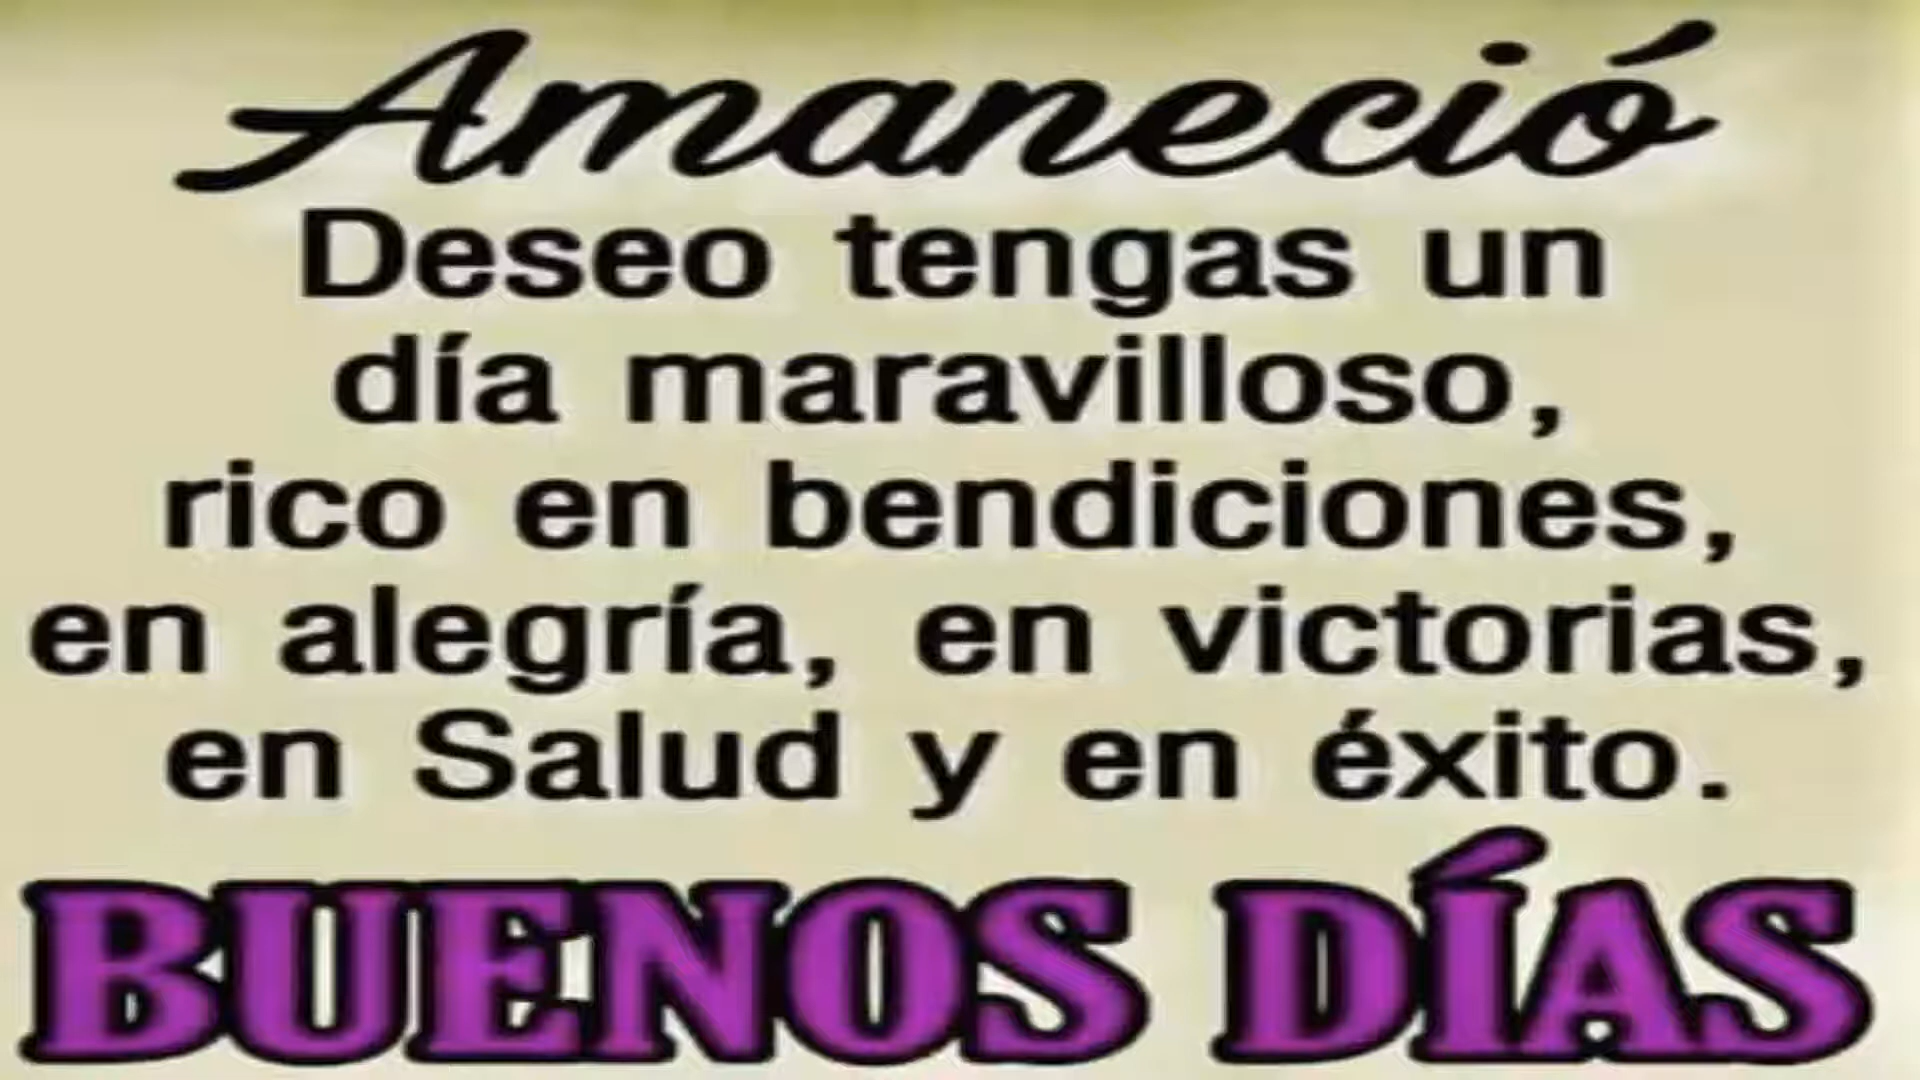 Amaneció
Deseo tengas un
día maravilloso,
rico en bendiciones,
en alegría, en victorias,
en Salud y en éxito.
BUENOS DÍAS